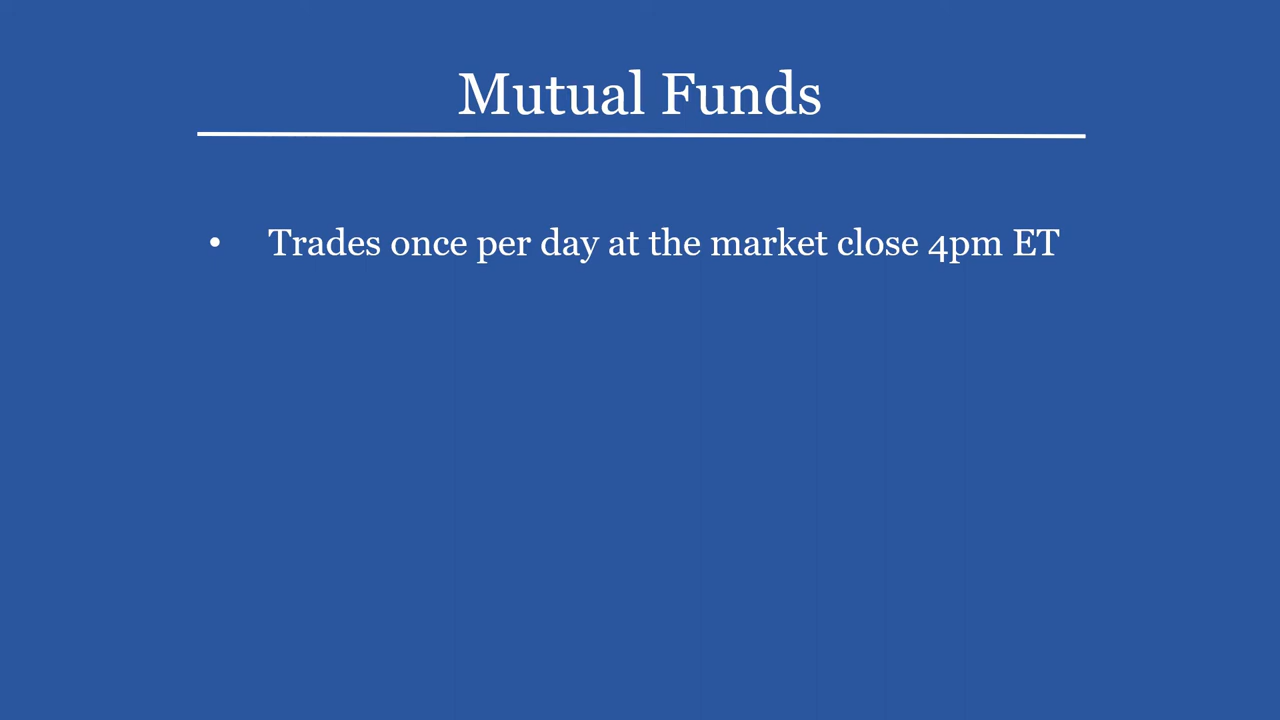 Mutual Funds
• Trades once per day at the market close 4pm ET